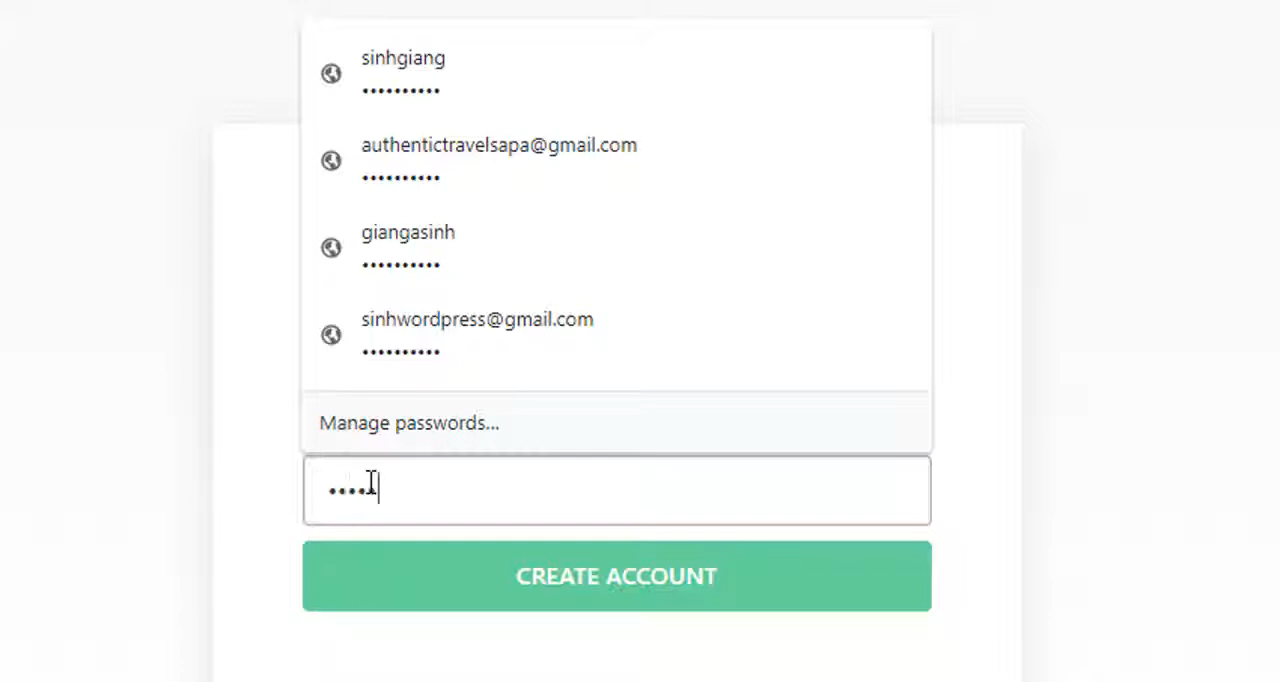 sinhgiang
••••••••••
authentictravelsapa@gmail.com
••••••••••
giangasinh
••••••••••
sinhwordpress@gmail.com
••••••••••
Manage passwords...
•••••
CREATE ACCOUNT